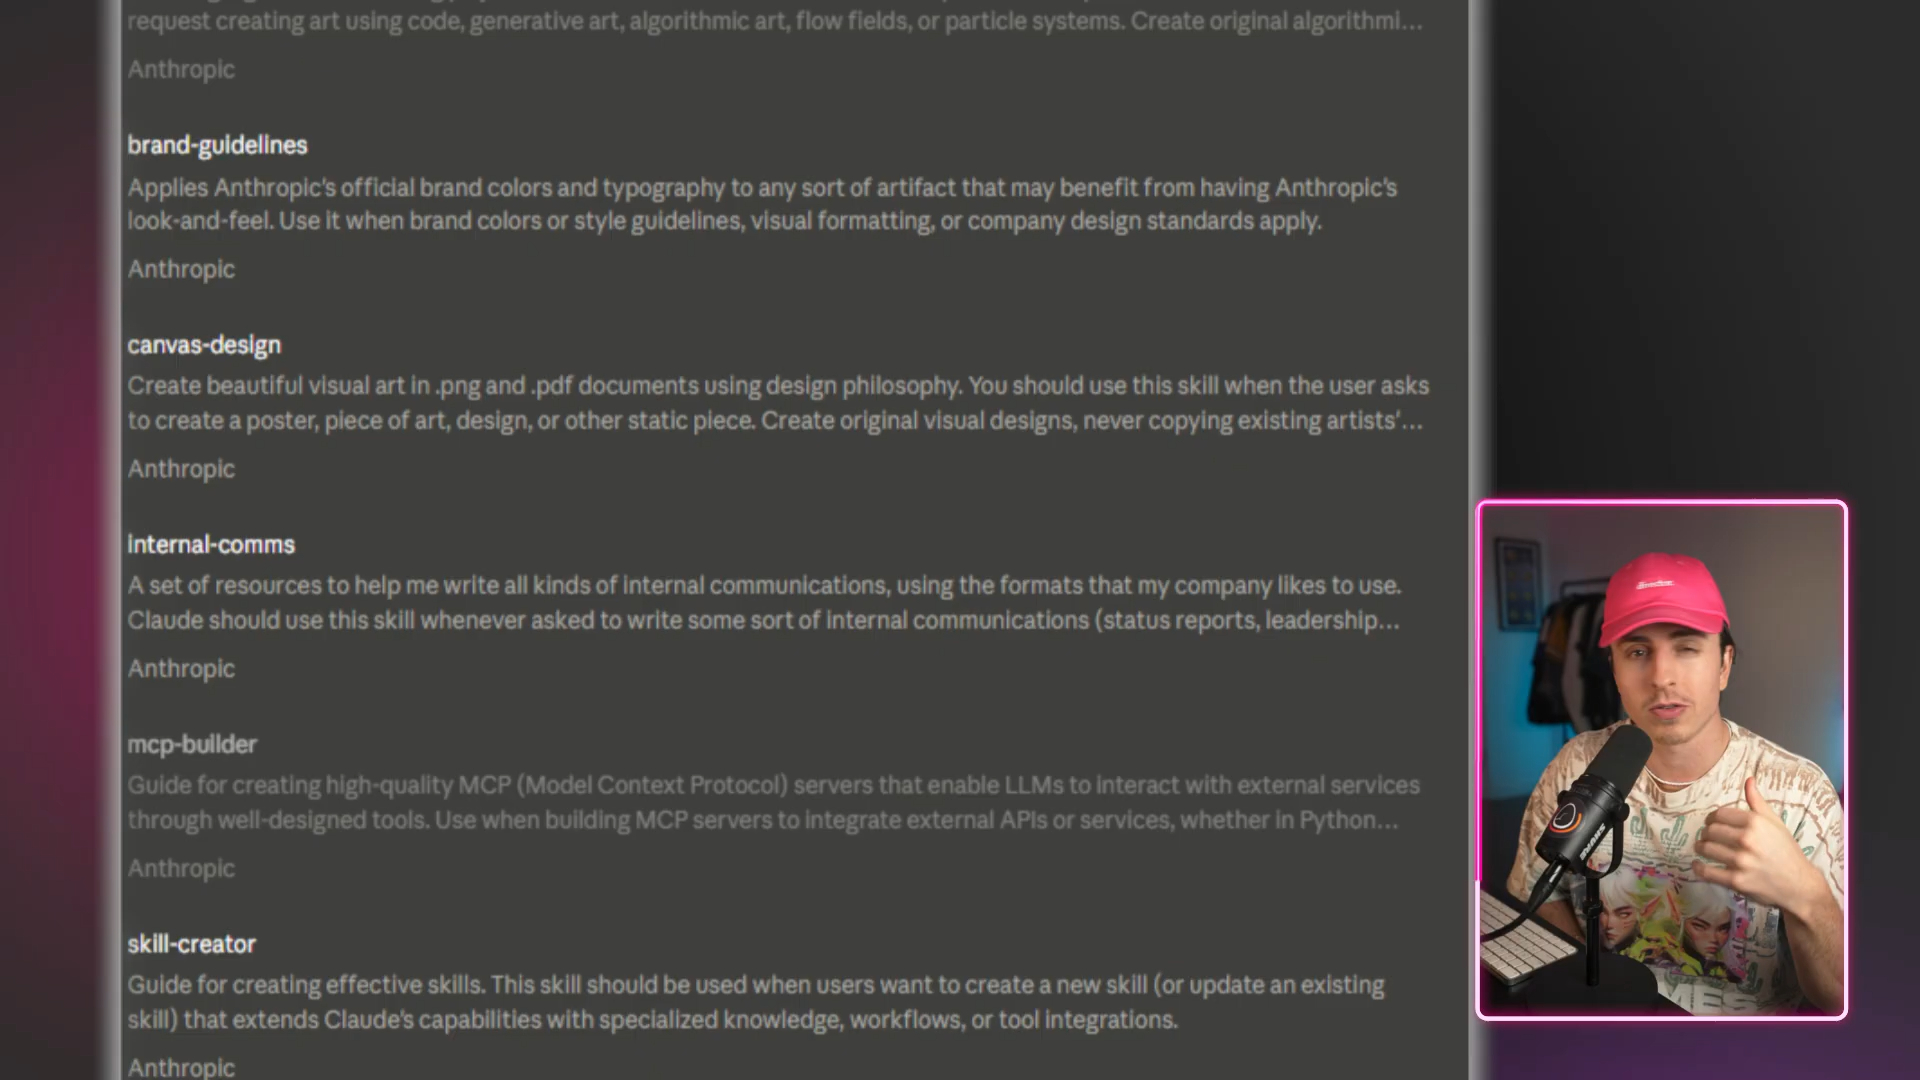 request creating art using code, generative art, algorithmic art, flow fields, or particle systems. Create original algorithmi...
Anthropic
brand-guidelines
Applies Anthropic's official brand colors and typography to any sort of artifact that may benefit from having Anthropic's
look-and-feel. Use it when brand colors or style guidelines, visual formatting, or company design standards apply.
Anthropic
canvas-design
Create beautiful visual art in .png and .pdf documents using design philosophy. You should use this skill when the user asks
to create a poster, piece of art, design, or other static piece. Create original visual designs, never copying existing artists'...
Anthropic
internal-comms
A set of resources to help me write all kinds of internal communications, using the formats that my company likes to use.
Claude should use this skill whenever asked to write some sort of internal communications (status reports, leadership...
Anthropic
mcp-builder
Guide for creating high-quality MCP (Model Context Protocol) servers that enable LLMs to interact with external services
through well-designed tools. Use when building MCP servers to integrate external APIs or services, whether in Python...
Anthropic
skill-creator
Guide for creating effective skills. This skill should be used when users want to create a new skill (or update an existing
skill) that extends Claude's capabilities with specialized knowledge, workflows, or tool integrations.
Anthropic
SHURE